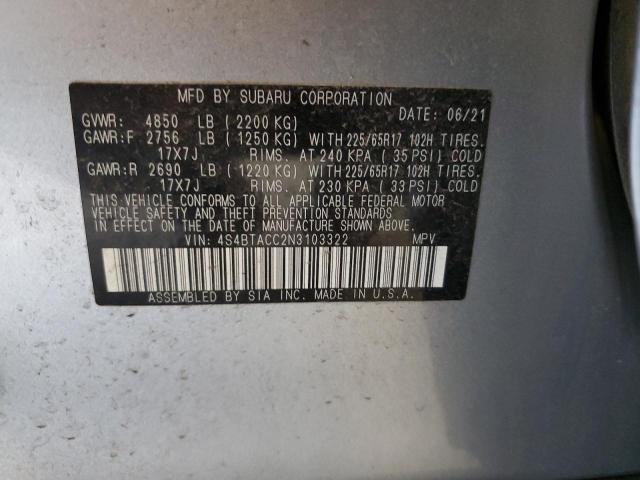 MFD BY SUBARU CORPORATION
DATE: 06/21
GVWR: 4850 LB (2200 KG)
GAWR:F 2756 LB (1250 KG) WITH 225/65R17 102H TIRES.
17X7J RIMS. AT 240 KPA (35 PSI) COLD
GAWR:R 2690 LB (1220 KG) WITH 225/65R17 102H TIRES.
17X7J RIMS. AT 230 KPA (33 PSI) COLD
THIS VEHICLE CONFORMS TO ALL APPLICABLE FEDERAL MOTOR
VEHICLE SAFETY AND THEFT PREVENTION STANDARDS
IN EFFECT ON THE DATE OF MANUFACTURE SHOWN ABOVE.
VIN: 4S4BTACC2N3103322 MPV
ASSEMBLED BY SIA INC. MADE IN U.S.A.